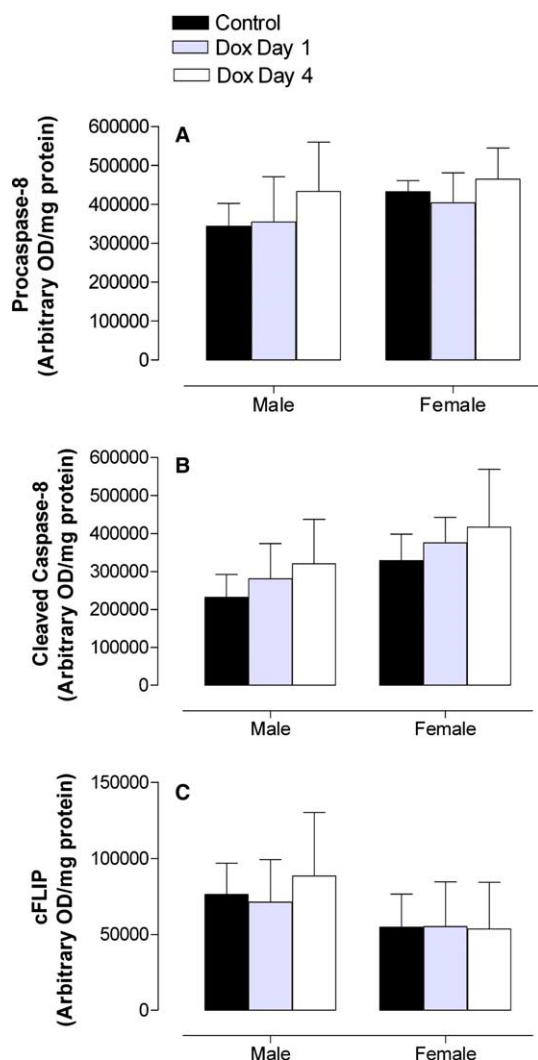 Control
Dox Day 1
Dox Day 4
A
Procaspase-8
(Arbitrary OD/mg protein)
600000
500000
400000
300000
200000
100000
0
Male Female
B
Cleaved Caspase-8
(Arbitrary OD/mg protein)
600000
500000
400000
300000
200000
100000
0
Male Female
C
cFLIP
(Arbitrary OD/mg protein)
150000
100000
50000
0
Male Female